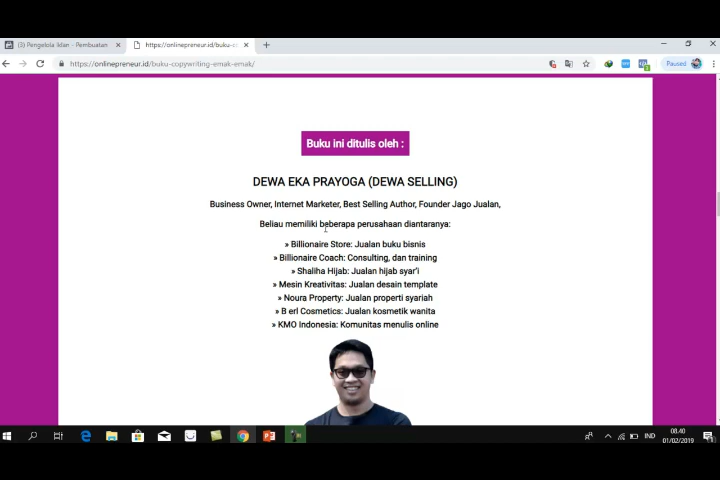 (3) Pengelola Iklan - Pembuatan
https://onlinepreneur.id/buku-co
https://onlinepreneur.id/buku-copywriting-emak-emak/
Paused
Buku ini ditulis oleh :
DEWA EKA PRAYOGA (DEWA SELLING)
Business Owner, Internet Marketer, Best Selling Author, Founder Jago Jualan,
Beliau memiliki beberapa perusahaan diantaranya:
» Billionaire Store: Jualan buku bisnis
» Billionaire Coach: Consulting, dan training
» Shaliha Hijab: Jualan hijab syar'i
» Mesin Kreativitas: Jualan desain template
» Noura Property: Jualan properti syariah
» B erl Cosmetics: Jualan kosmetik wanita
» KMO Indonesia: Komunitas menulis online
IND
08.40
01/02/2019